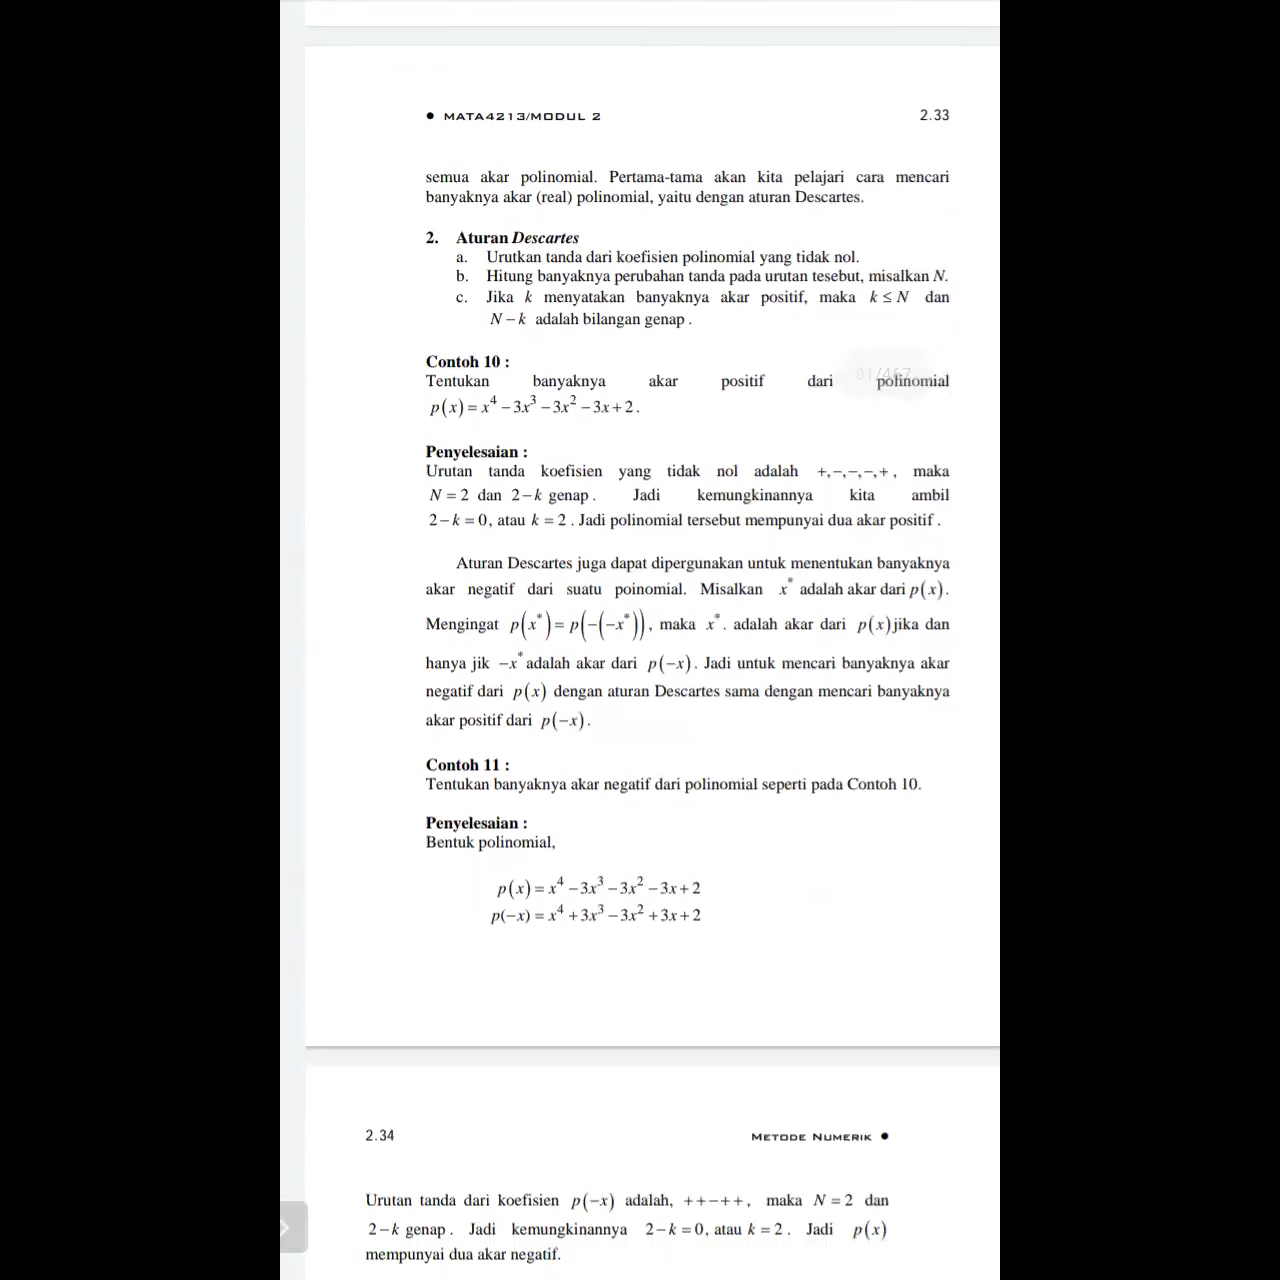 • MATA4213/MODUL 2 2.33
semua akar polinomial. Pertama-tama akan kita pelajari cara mencari
banyaknya akar (real) polinomial, yaitu dengan aturan Descartes.
2. Aturan Descartes
a. Urutkan tanda dari koefisien polinomial yang tidak nol.
b. Hitung banyaknya perubahan tanda pada urutan tesebut, misalkan N.
c. Jika k menyatakan banyaknya akar positif, maka k ≤ N dan
N – k adalah bilangan genap .
Contoh 10 :
Tentukan banyaknya akar positif dari polinomial
p(x) = x⁴ – 3x³ – 3x² – 3x + 2 .
Penyelesaian :
Urutan tanda koefisien yang tidak nol adalah +,–,–,–,+ , maka
N = 2 dan 2 – k genap . Jadi kemungkinannya kita ambil
2 – k = 0, atau k = 2 . Jadi polinomial tersebut mempunyai dua akar positif .
Aturan Descartes juga dapat dipergunakan untuk menentukan banyaknya
akar negatif dari suatu poinomial. Misalkan x* adalah akar dari p(x).
Mengingat p(x*) = p(–(–x*)), maka x*. adalah akar dari p(x)jika dan
hanya jik –x* adalah akar dari p(–x). Jadi untuk mencari banyaknya akar
negatif dari p(x) dengan aturan Descartes sama dengan mencari banyaknya
akar positif dari p(–x).
Contoh 11 :
Tentukan banyaknya akar negatif dari polinomial seperti pada Contoh 10.
Penyelesaian :
Bentuk polinomial,
p(x) = x⁴ – 3x³ – 3x² – 3x + 2
p(–x) = x⁴ + 3x³ – 3x² + 3x + 2
2.34 METODE NUMERIK •
Urutan tanda dari koefisien p(–x) adalah, + + – + + , maka N = 2 dan
2 – k genap . Jadi kemungkinannya 2 – k = 0, atau k = 2 . Jadi p(x)
mempunyai dua akar negatif.